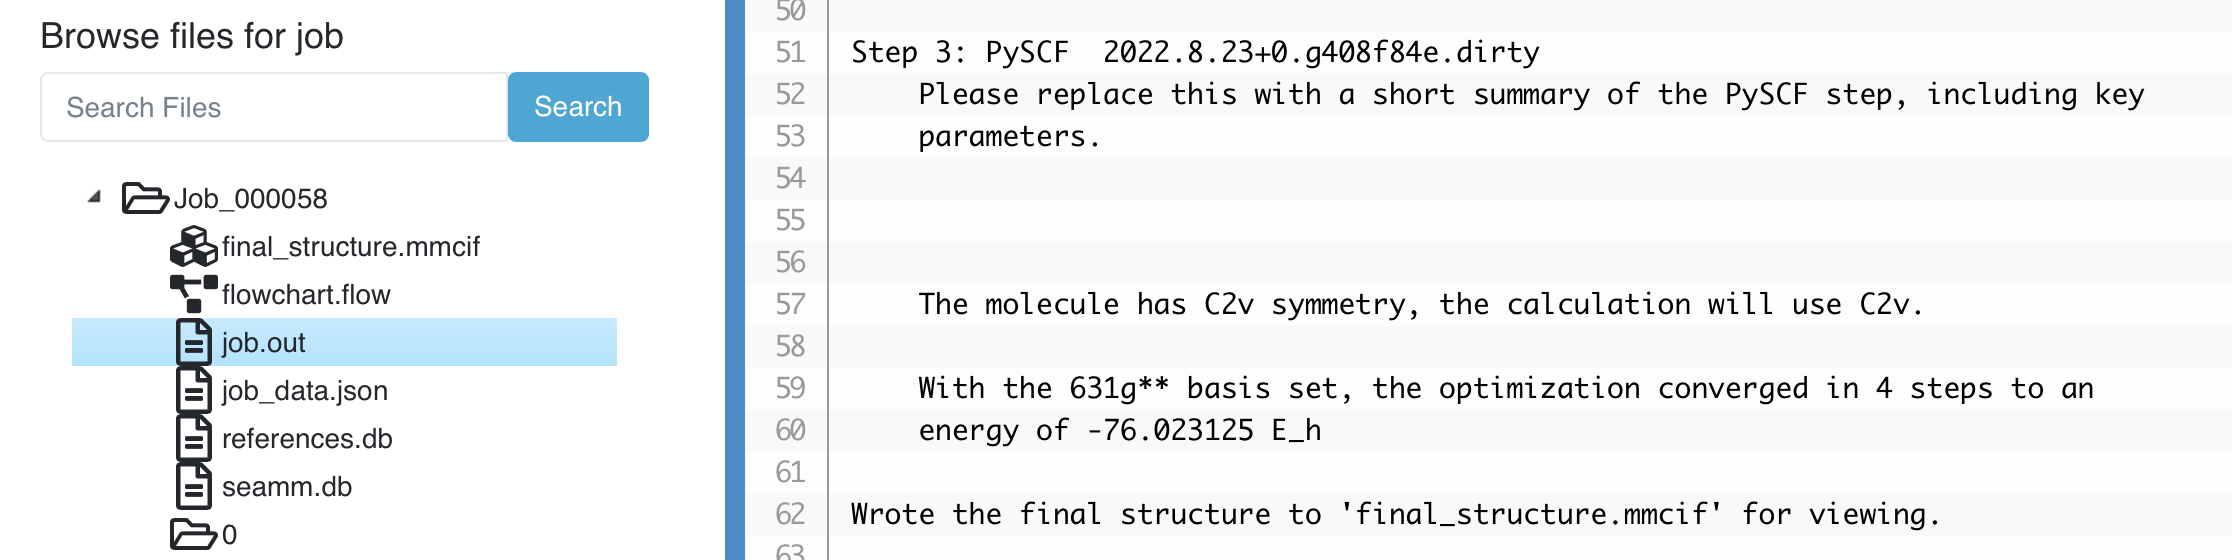 Browse files for job
Search Files
Search
Job_000058
final_structure.mmcif
flowchart.flow
job.out
job_data.json
references.db
seamm.db
0
50
51 Step 3: PySCF  2022.8.23+0.g408f84e.dirty
52 Please replace this with a short summary of the PySCF step, including key
53 parameters.
54
55
56
57 The molecule has C2v symmetry, the calculation will use C2v.
58
59 With the 631g** basis set, the optimization converged in 4 steps to an
60 energy of -76.023125 E_h
61
62 Wrote the final structure to 'final_structure.mmcif' for viewing.
63